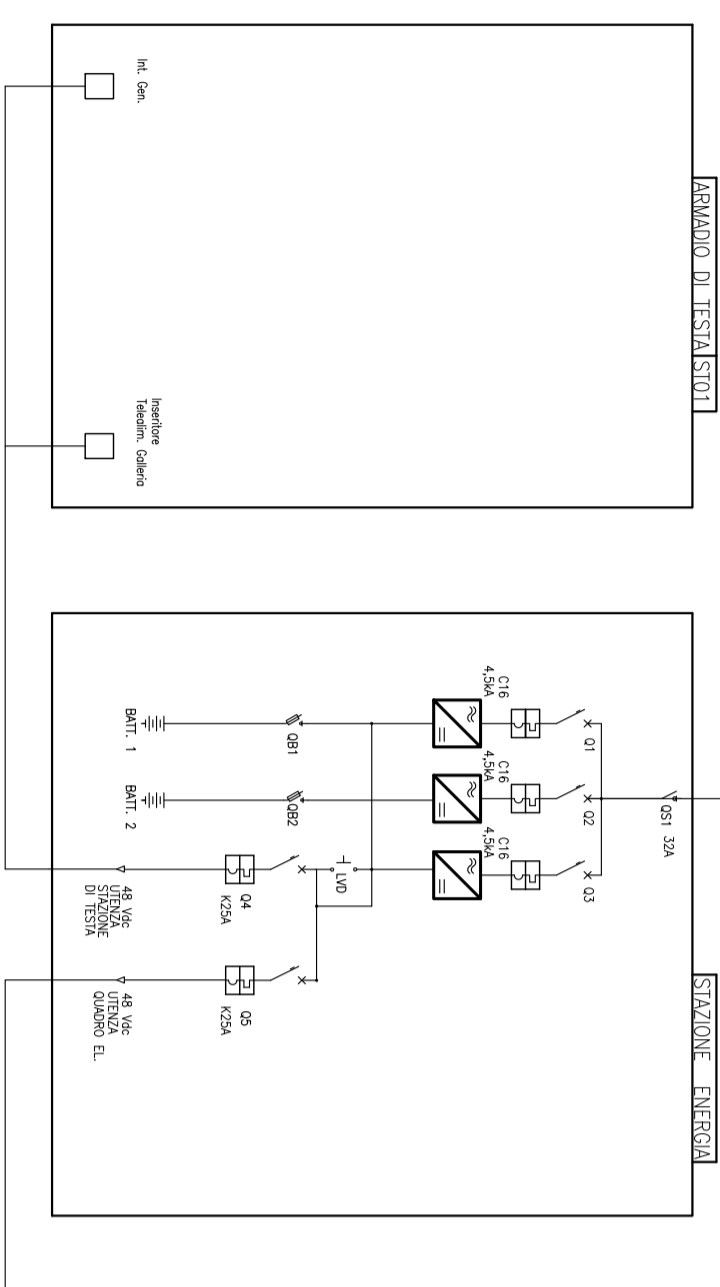 ARMADIO DI TESTA ST01
Int. Gen.
Inseritore
Telealim. Galleria
STAZIONE ENERGIA
QS1 32A
Q1
Q2
Q3
C16
4,5kA
C16
4,5kA
C16
4,5kA
LVD
QB1
QB2
Q4
K25A
Q5
K25A
BATT. 1
BATT. 2
48 Vdc
UTENZA
STAZIONE
DI TESTA
48 Vdc
UTENZA
QUADRO EL.